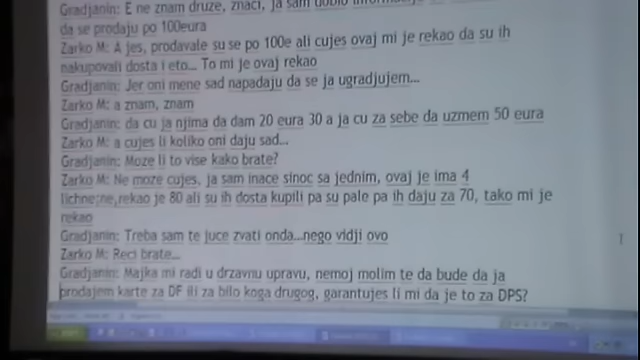 Gradjanin: E ne znam druze, znaci, ja sam dobio
da se prodaju po 100eura
Zarko M: A jes, prodavale su se po 100e ali cujes ovaj mi je rekao da su ih
nakupovali dosta i eto... To mi je ovaj rekao
Gradjanin: Jer oni mene sad napadaju da se ja ugradjujem...
Zarko M: a znam, znam
Gradjanin: da cu ja njima da dam 20 eura 30 a ja cu za sebe da uzmem 50 eura
Zarko M: a cujes li koliko oni daju sad...
Gradjanin: Moze li to vise kako brate?
Zarko M: Ne moze cujes, ja sam inace sinoc sa jednim, ovaj je ima 4
lichne;ne,rekao je 80 ali su ih dosta kupili pa su pale pa ih daju za 70, tako mi je
rekao
Gradjanin: Treba sam te juce zvati onda...nego vidji ovo
Zarko M: Reci brate...
Gradjanin: Majka mi radi u drzavnu upravu, nemoj molim te da bude da ja
prodajem karte za DF ili za bilo koga drugog, garantujes li mi da je to za DPS?